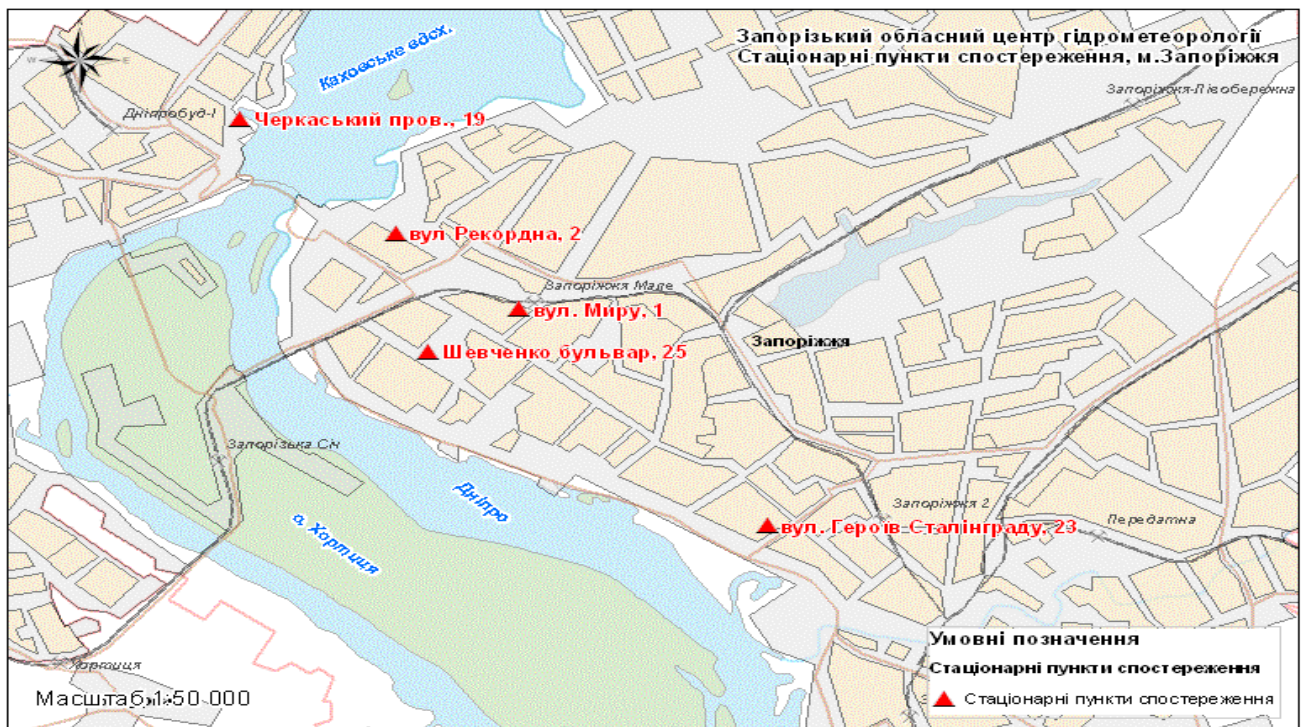 Запорізький обласний центр гідрометеорології
Стаціонарні пункти спостереження, м.Запоріжжя
W
E
Каховське вдсх.
Запоріжжя-Лівобережна
Дніпробуд-І
Черкаський пров., 19
вул Рекордна, 2
Запоріжжя Мале
вул. Миру, 1
Запоріжжя
Шевченко бульвар, 25
Запорізька Січ
Дніпро
о. Хортиця
Запоріжжя 2
Передатна
вул. Героїв Сталінграду, 23
Хортиця
Масштаб 1:50 000
Умовні позначення
Стаціонарні пункти спостереження
Стаціонарні пункти спостереження